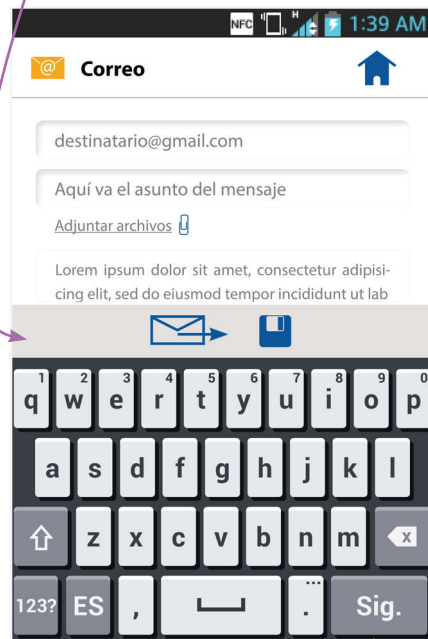 NFC H 1:39 AM
@ Correo
destinatario@gmail.com
Aquí va el asunto del mensaje
Adjuntar archivos
Lorem ipsum dolor sit amet, consectetur adipisi-
cing elit, sed do eiusmod tempor incididunt ut lab
1 2 3 4 5 6 7 8 9 0
q w e r t y u i o p
a s d f g h j k l
z x c v b n m x
123? ES , ... . Sig.